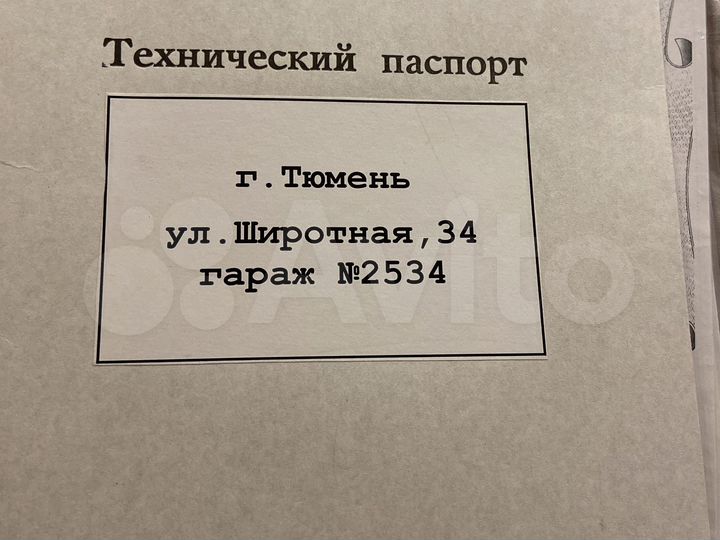 Технический паспорт
г.Тюмень
ул.Широтная,34
гараж №2534
Avito